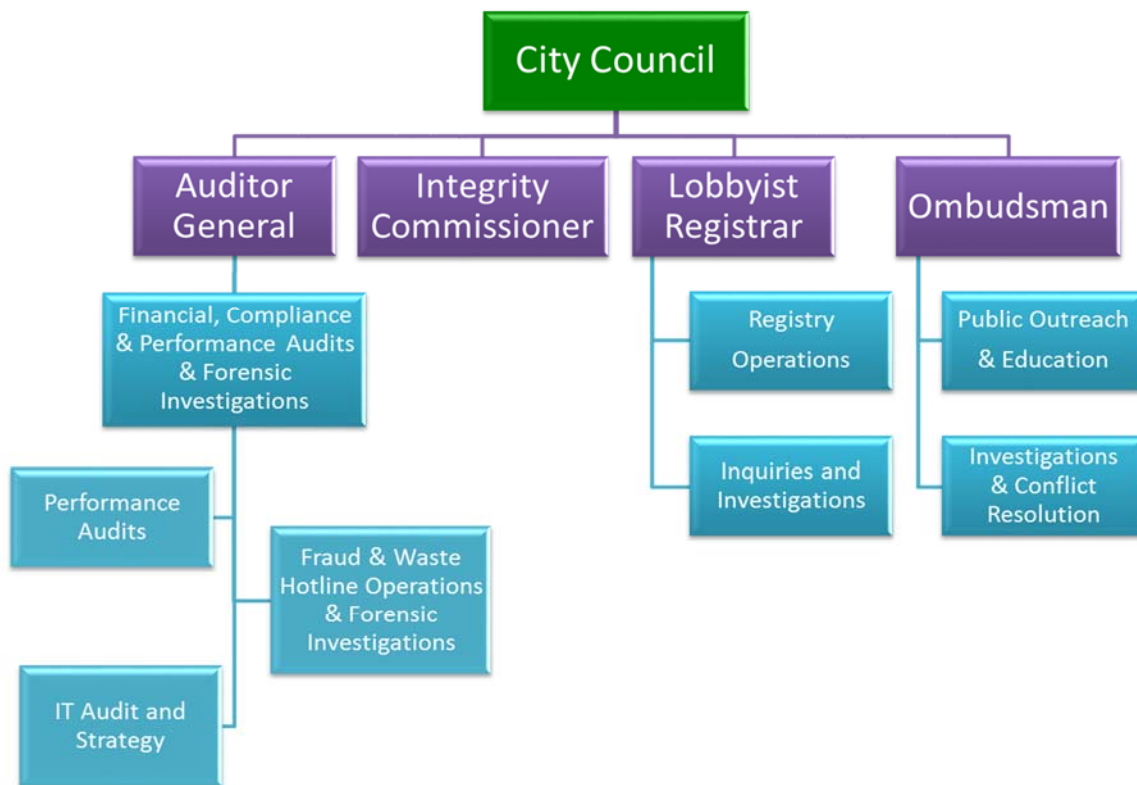 City Council
Auditor
General
Integrity
Commissioner
Lobbyist
Registrar
Ombudsman
Financial, Compliance
& Performance Audits
& Forensic
Investigations
Registry
Operations
Public Outreach
& Education
Performance
Audits
Inquiries and
Investigations
Investigations
& Conflict
Resolution
Fraud & Waste
Hotline Operations
& Forensic
Investigations
IT Audit and
Strategy